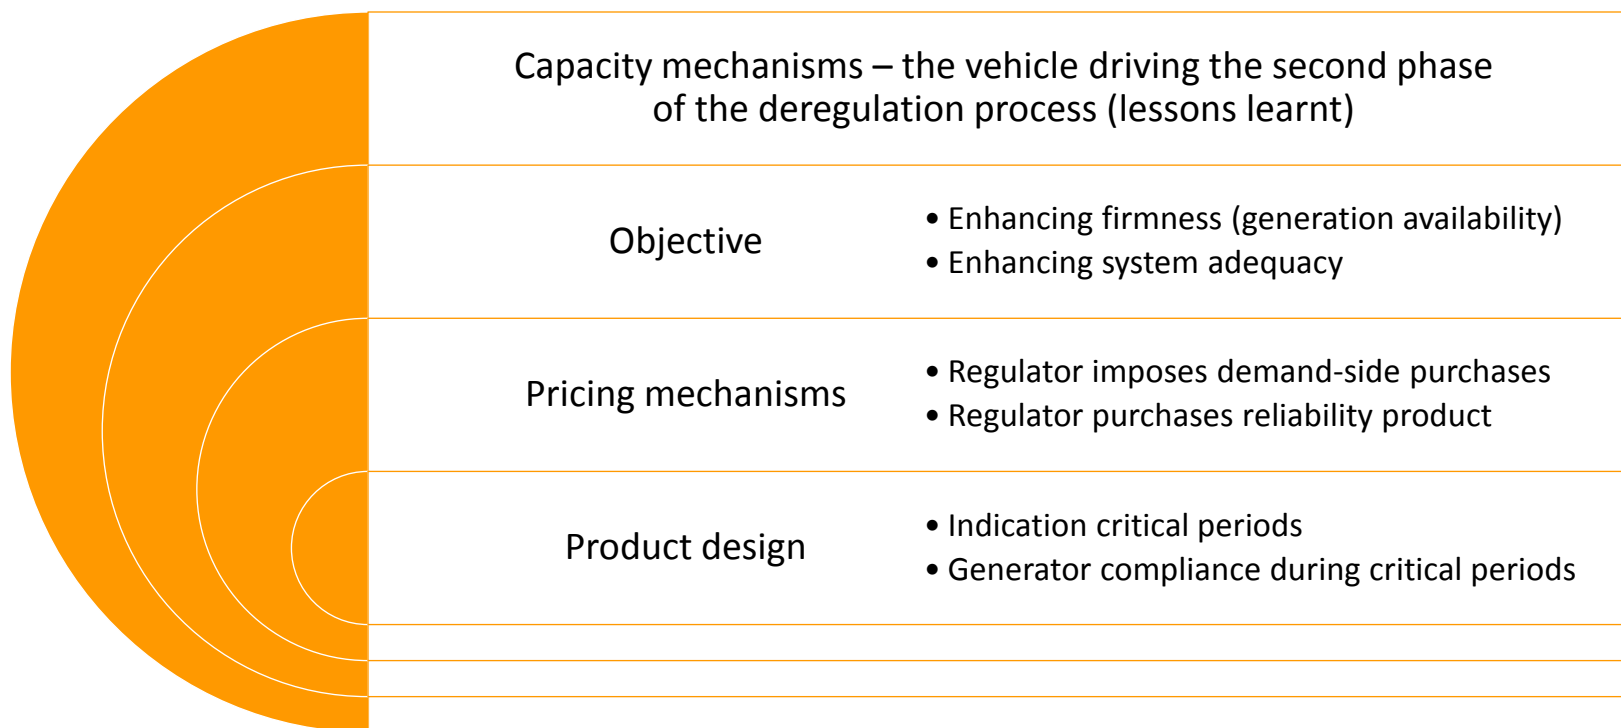 Capacity mechanisms – the vehicle driving the second phase
of the deregulation process (lessons learnt)
Objective
• Enhancing firmness (generation availability)
• Enhancing system adequacy
Pricing mechanisms
• Regulator imposes demand-side purchases
• Regulator purchases reliability product
Product design
• Indication critical periods
• Generator compliance during critical periods